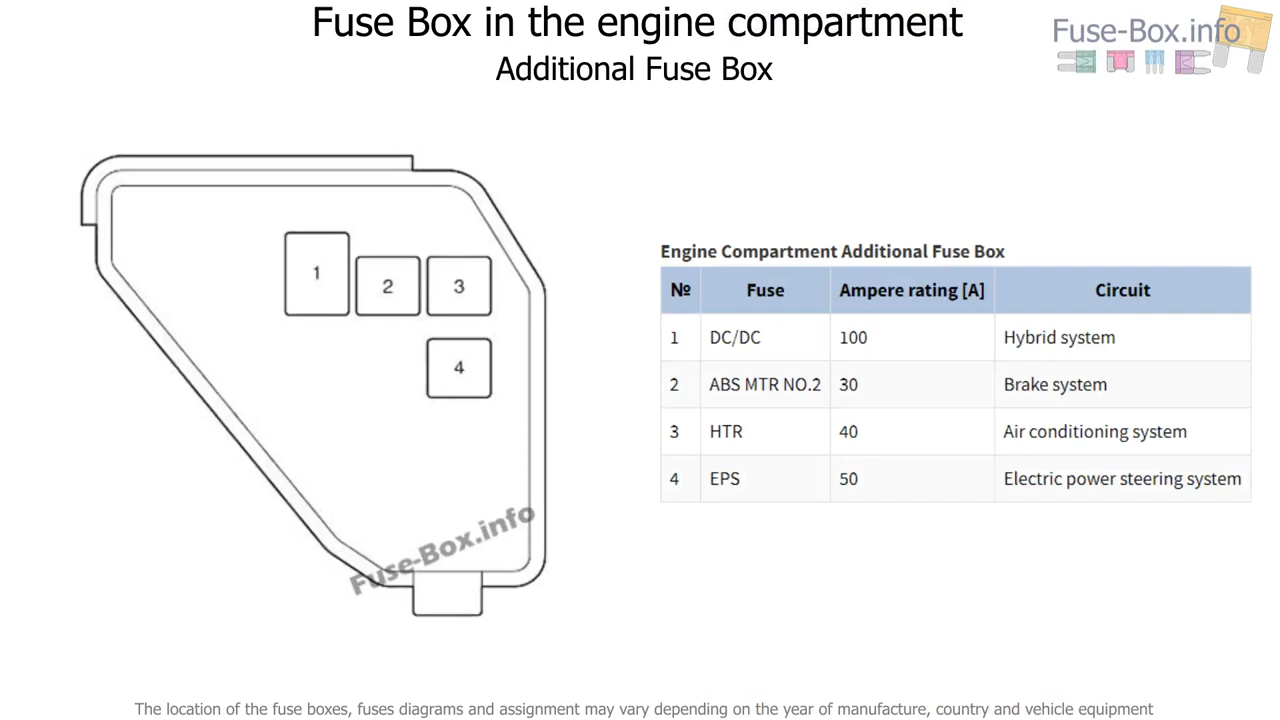 Fuse Box in the engine compartment
Additional Fuse Box
Fuse-Box.info
1
2
3
4
Fuse-Box.info
Engine Compartment Additional Fuse Box
№ Fuse Ampere rating [A] Circuit
1 DC/DC 100 Hybrid system
2 ABS MTR NO.2 30 Brake system
3 HTR 40 Air conditioning system
4 EPS 50 Electric power steering system
The location of the fuse boxes, fuses diagrams and assignment may vary depending on the year of manufacture, country and vehicle equipment